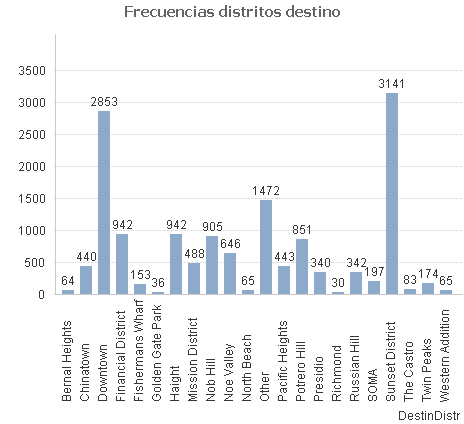 Frecuencias distritos destino
3500
3000
2500
2000
1500
1000
500
0
64
440
2853
942
153
36
942
488
905
646
65
1472
443
851
340
30
342
197
3141
83
174
65
Bernal Heights
Chinatown
Downtown
Financial District
Fishermans Wharf
Golden Gate Park
Haight
Mission District
Nob Hill
Noe Valley
North Beach
Other
Pacific Heights
Potrero Hill
Presidio
Richmond
Russian Hill
SOMA
Sunset District
The Castro
Twin Peaks
Western Addition
DestinDistr